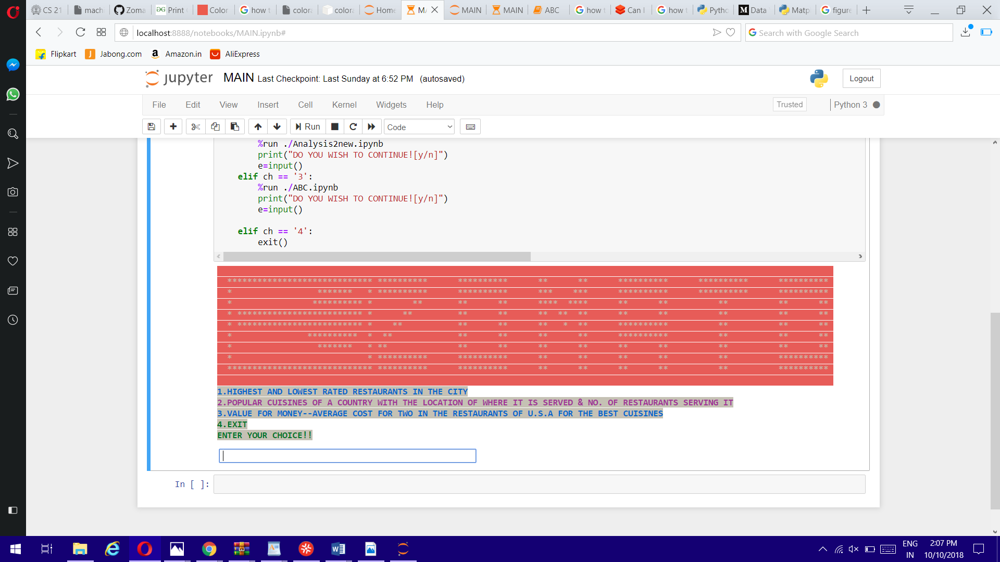 CS 21 mach Zoma Print Color how t colora colora Home MA MAIN MAIN ABC how t Can I how t Pytho Data Matp figure
localhost:8888/notebooks/MAIN.ipynb# Search with Google Search
Flipkart Jabong.com Amazon.in AliExpress
jupyter MAIN Last Checkpoint: Last Sunday at 6:52 PM (autosaved) Logout
File Edit View Insert Cell Kernel Widgets Help Trusted Python 3
Run Code
%run ./Analysis2new.ipynb
print("DO YOU WISH TO CONTINUE![y/n]")
e=input()
elif ch == '3':
%run ./ABC.ipynb
print("DO YOU WISH TO CONTINUE![y/n]")
e=input()
elif ch == '4':
exit()
1.HIGHEST AND LOWEST RATED RESTAURANTS IN THE CITY
2.POPULAR CUISINES OF A COUNTRY WITH THE LOCATION OF WHERE IT IS SERVED & NO. OF RESTAURANTS SERVING IT
3.VALUE FOR MONEY--AVERAGE COST FOR TWO IN THE RESTAURANTS OF U.S.A FOR THE BEST CUISINES
4.EXIT
ENTER YOUR CHOICE!!
In [ ]:
ENG 2:07 PM
IN 10/10/2018